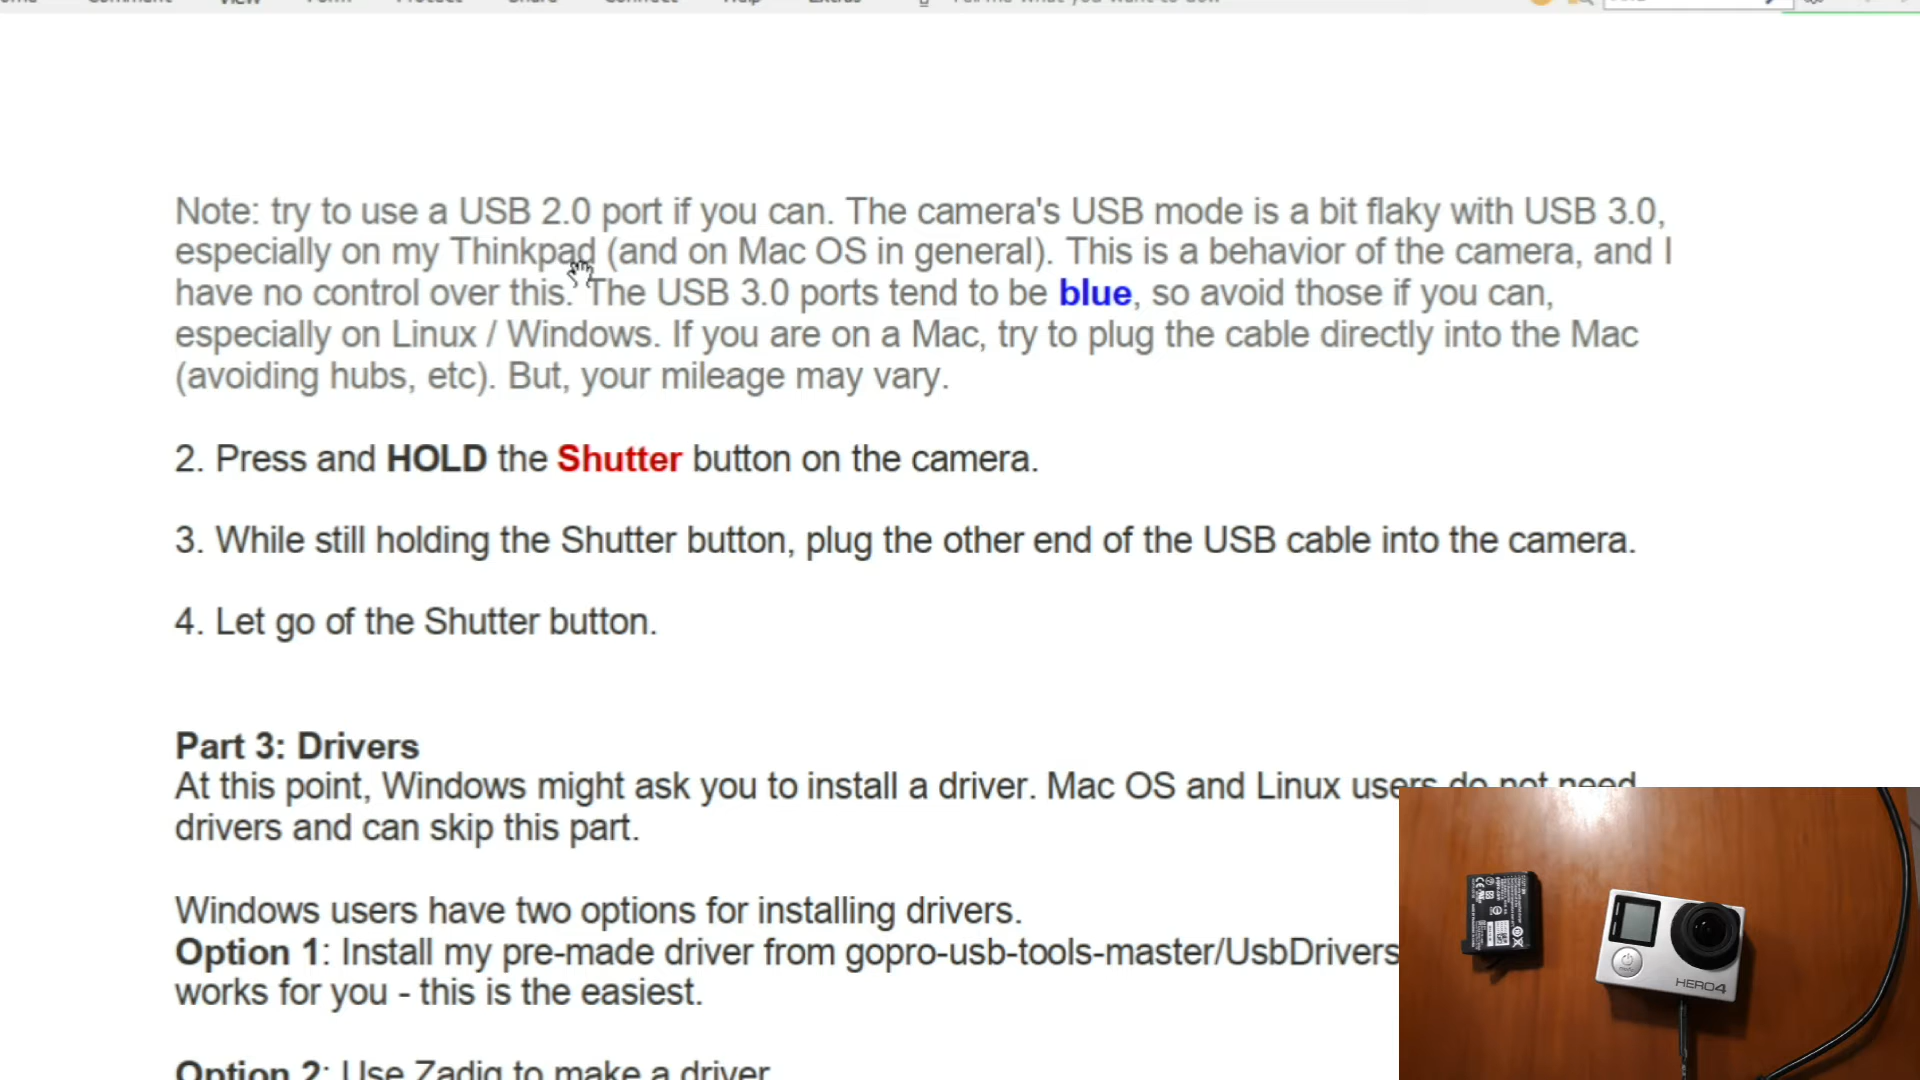 Note: try to use a USB 2.0 port if you can. The camera's USB mode is a bit flaky with USB 3.0,
especially on my Thinkpad (and on Mac OS in general). This is a behavior of the camera, and I
have no control over this. The USB 3.0 ports tend to be blue, so avoid those if you can,
especially on Linux / Windows. If you are on a Mac, try to plug the cable directly into the Mac
(avoiding hubs, etc). But, your mileage may vary.
2. Press and HOLD the Shutter button on the camera.
3. While still holding the Shutter button, plug the other end of the USB cable into the camera.
4. Let go of the Shutter button.
Part 3: Drivers
At this point, Windows might ask you to install a driver. Mac OS and Linux users do not need
drivers and can skip this part.
Windows users have two options for installing drivers.
Option 1: Install my pre-made driver from gopro-usb-tools-master/UsbDrivers
works for you - this is the easiest.
Option 2: Use Zadig to make a driver
HERO4